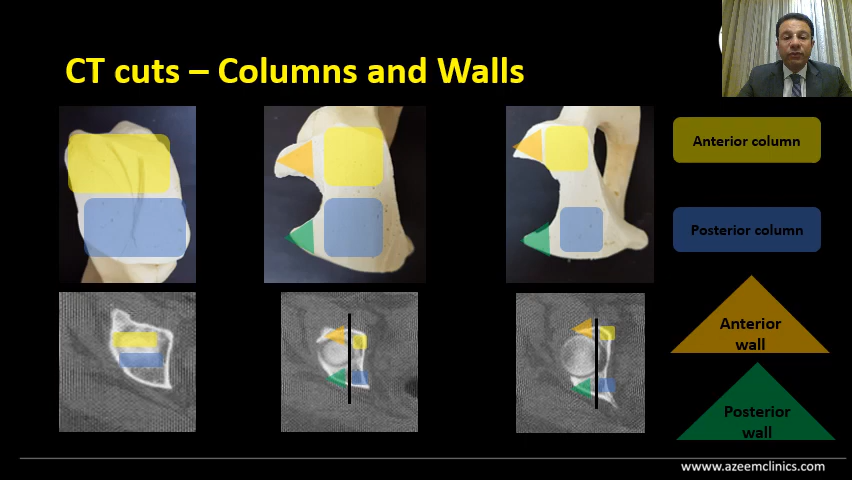 CT cuts – Columns and Walls
Anterior column
Posterior column
Anterior
wall
Posterior
wall
www.azeemclinics.com